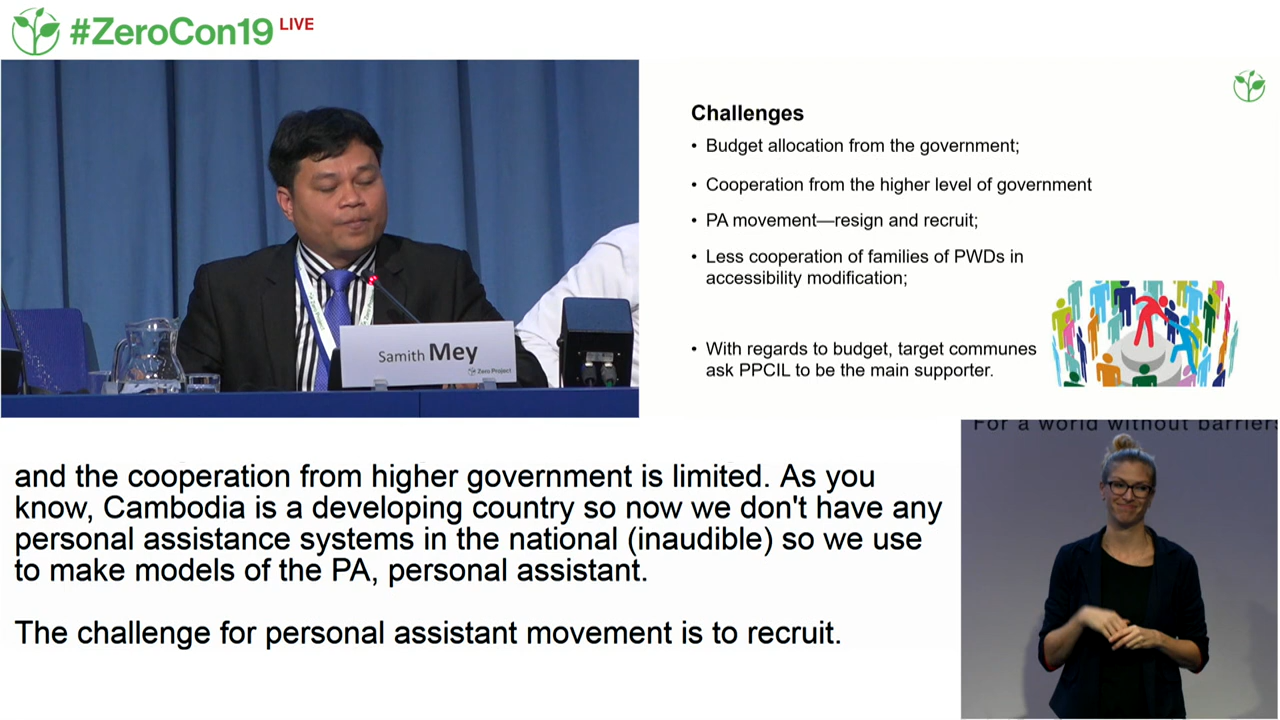 #ZeroCon19 LIVE
Challenges
• Budget allocation from the government;
• Cooperation from the higher level of government
• PA movement—resign and recruit;
• Less cooperation of families of PWDs in
accessibility modification;
• With regards to budget, target communes
ask PPCIL to be the main supporter.
Samith Mey
Zero Project
For a world without barriers
and the cooperation from higher government is limited. As you
know, Cambodia is a developing country so now we don't have any
personal assistance systems in the national (inaudible) so we use
to make models of the PA, personal assistant.
The challenge for personal assistant movement is to recruit.